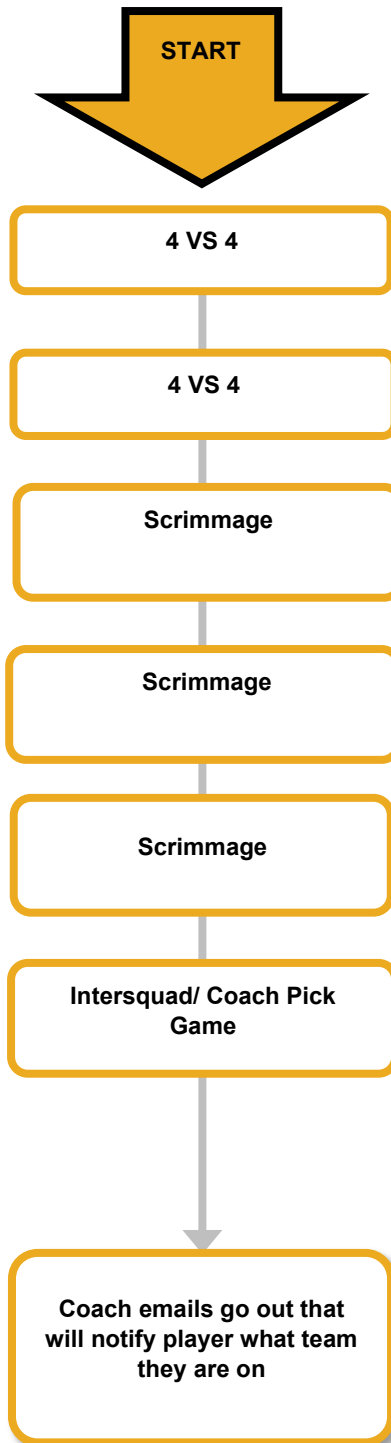 START
4 VS 4
4 VS 4
Scrimmage
Scrimmage
Scrimmage
Intersquad/ Coach Pick
Game
Coach emails go out that
will notify player what team
they are on